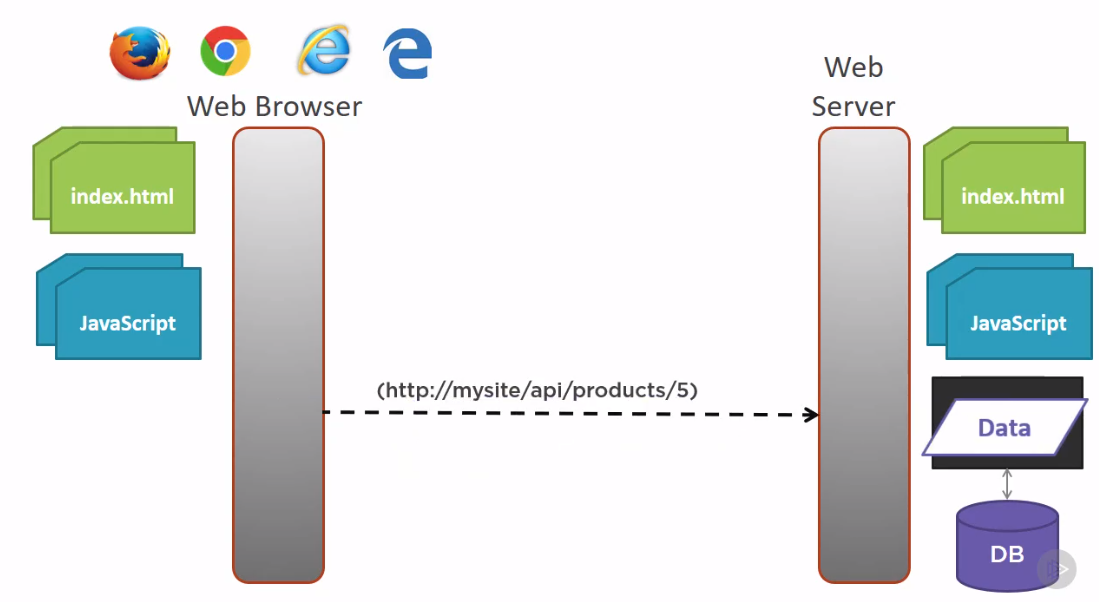 Web Browser
Web
Server
index.html
index.html
JavaScript
JavaScript
(http://mysite/api/products/5)
Data
DB